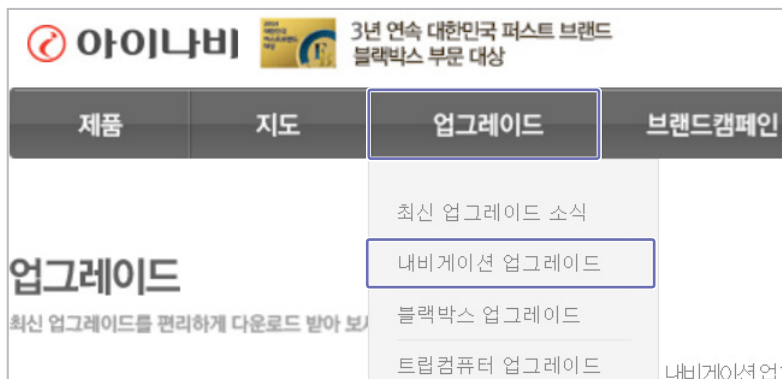 아이나비
3년 연속 대한민국 퍼스트 브랜드
블랙박스 부문 대상
제품 지도 업그레이드 브랜드캠페인
최신 업그레이드 소식
내비게이션 업그레이드
블랙박스 업그레이드
트립컴퓨터 업그레이드
업그레이드
최신 업그레이드를 편리하게 다운로드 받아
내비게이션